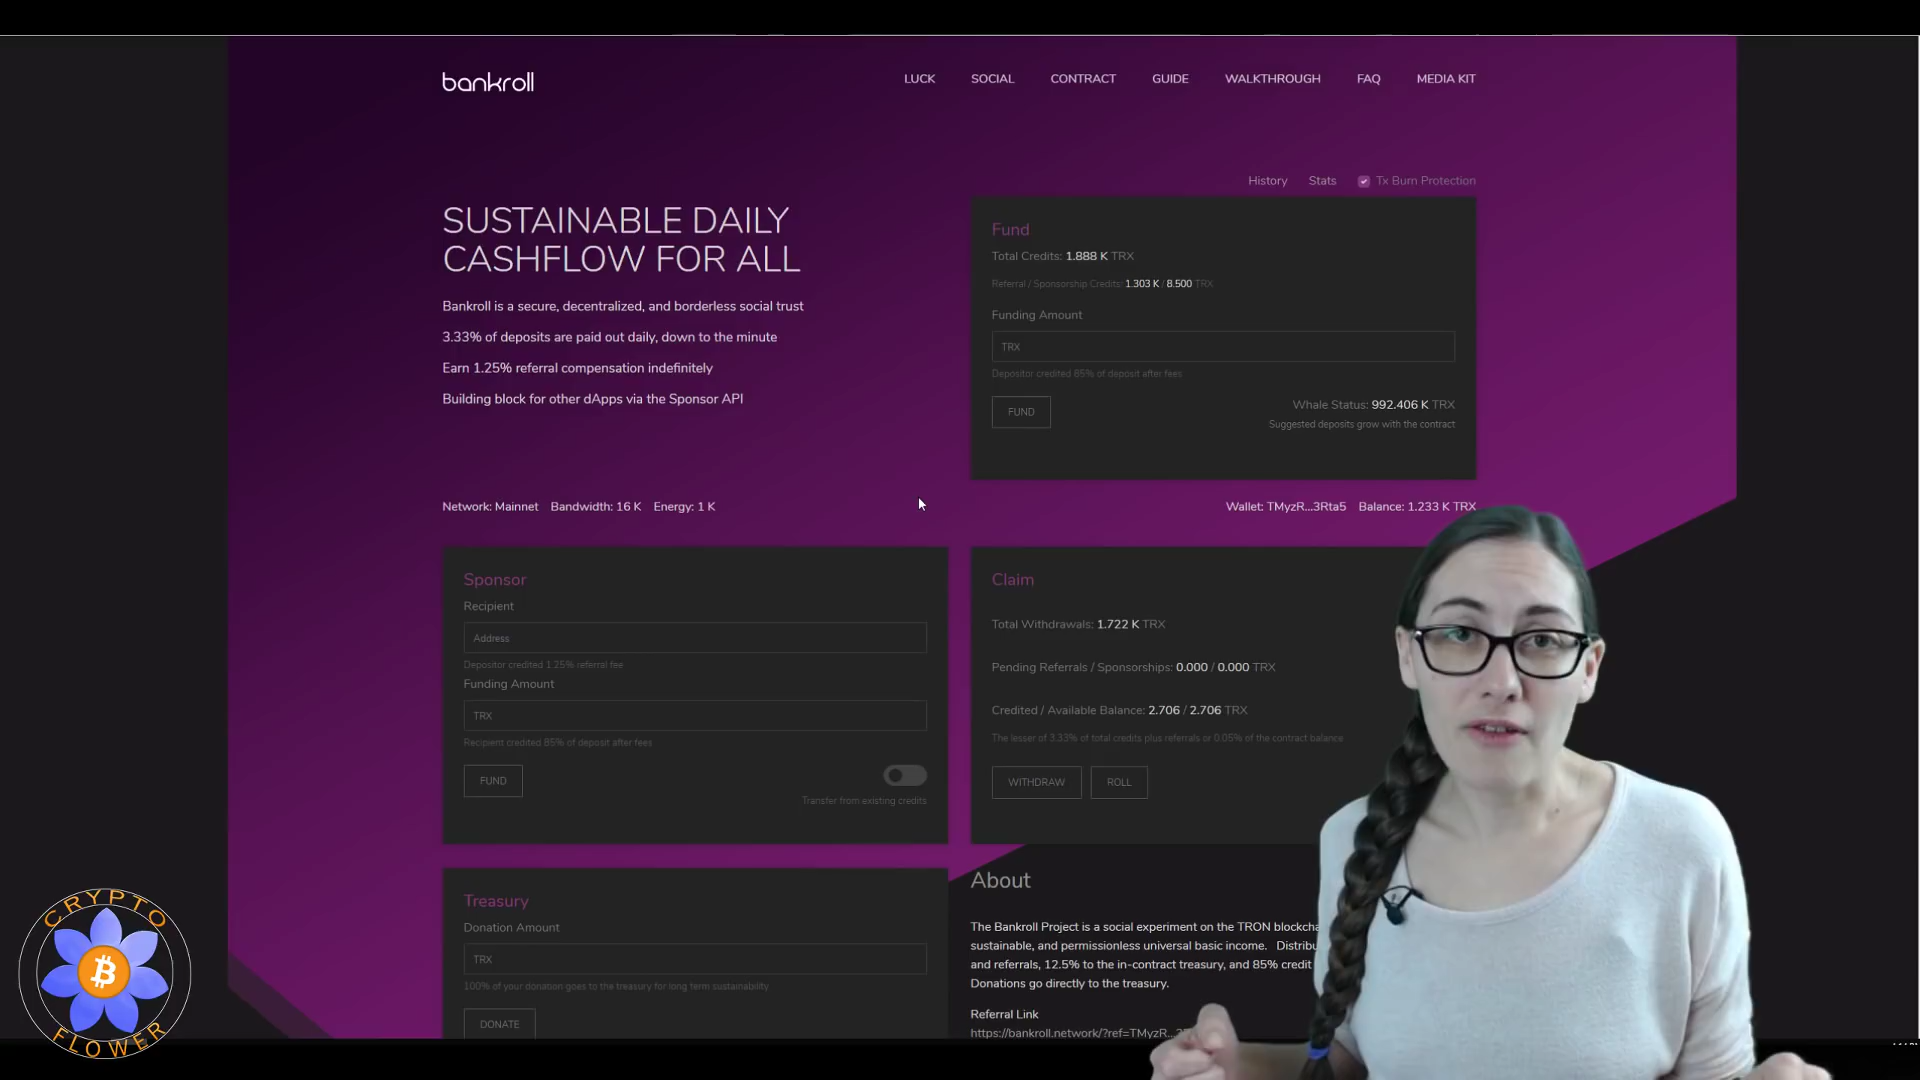 bankroll
LUCK
SOCIAL
CONTRACT
GUIDE
WALKTHROUGH
FAQ
MEDIA KIT
History
Stats
Tx Burn Protection
SUSTAINABLE DAILY
CASHFLOW FOR ALL
Bankroll is a secure, decentralized, and borderless social trust
3.33% of deposits are paid out daily, down to the minute
Earn 1.25% referral compensation indefinitely
Building block for other dApps via the Sponsor API
Fund
Total Credits: 1.888 K TRX
Referral / Sponsorship Credits: 1.303 K / 8.500 TRX
Funding Amount
TRX
Depositor credited 85% of deposit after fees
FUND
Whale Status: 992.406 K TRX
Suggested deposits grow with the contract
Network: Mainnet Bandwidth: 16 K Energy: 1 K
Wallet: TMyzR...3Rta5 Balance: 1.233 K TRX
Sponsor
Recipient
Address
Depositor credited 1.25% referral fee
Funding Amount
TRX
Recipient credited 85% of deposit after fees
FUND
Transfer from existing credits
Claim
Total Withdrawals: 1.722 K TRX
Pending Referrals / Sponsorships: 0.000 / 0.000 TRX
Credited / Available Balance: 2.706 / 2.706 TRX
The lesser of 3.33% of total credits plus referrals or 0.05% of the contract balance
WITHDRAW
ROLL
Treasury
Donation Amount
TRX
100% of your donation goes to the treasury for long term sustainability
DONATE
About
The Bankroll Project is a social experiment on the TRON
sustainable, and permissionless universal basic income.
and referrals, 12.5% to the in-contract treasury, and 85% credit
Donations go directly to the treasury.
Referral Link
https://bankroll.network/?ref=TMyzR...
CRYPTO
FLOWER